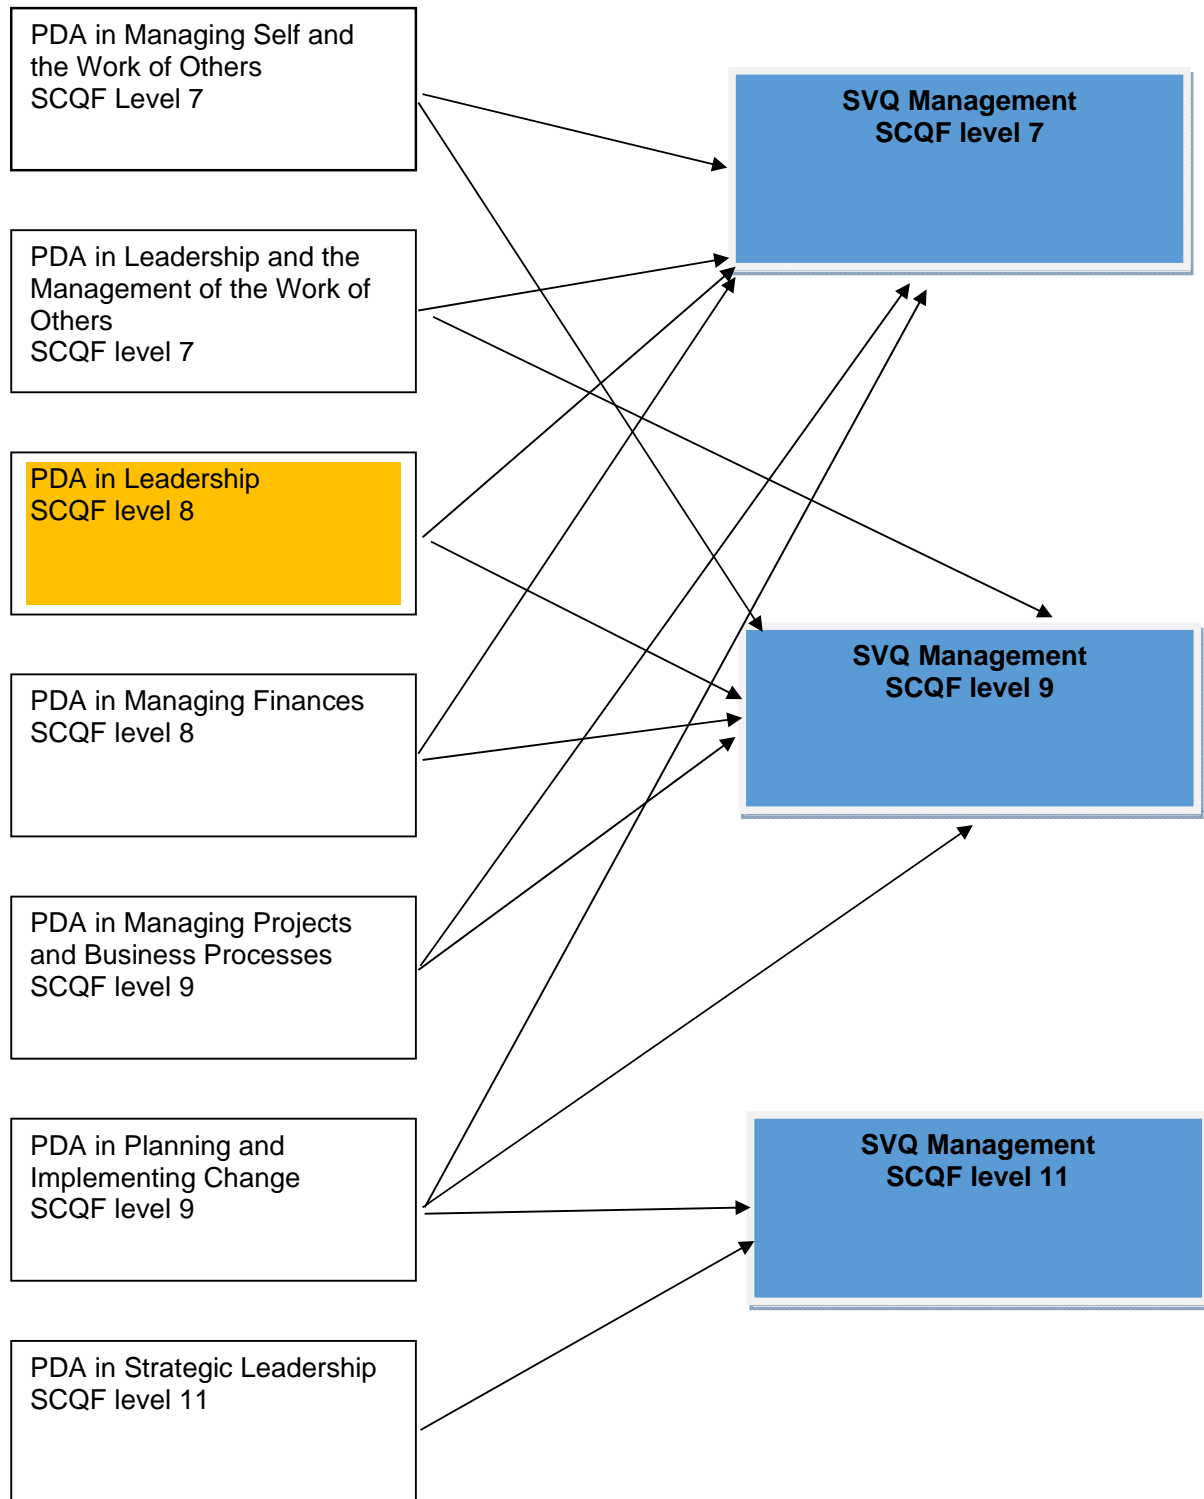 PDA in Managing Self and
the Work of Others
SCQF Level 7
SVQ Management
SCQF level 7
PDA in Leadership and the
Management of the Work of
Others
SCQF level 7
PDA in Leadership
SCQF level 8
SVQ Management
SCQF level 9
PDA in Managing Finances
SCQF level 8
PDA in Managing Projects
and Business Processes
SCQF level 9
PDA in Planning and
Implementing Change
SCQF level 9
SVQ Management
SCQF level 11
PDA in Strategic Leadership
SCQF level 11